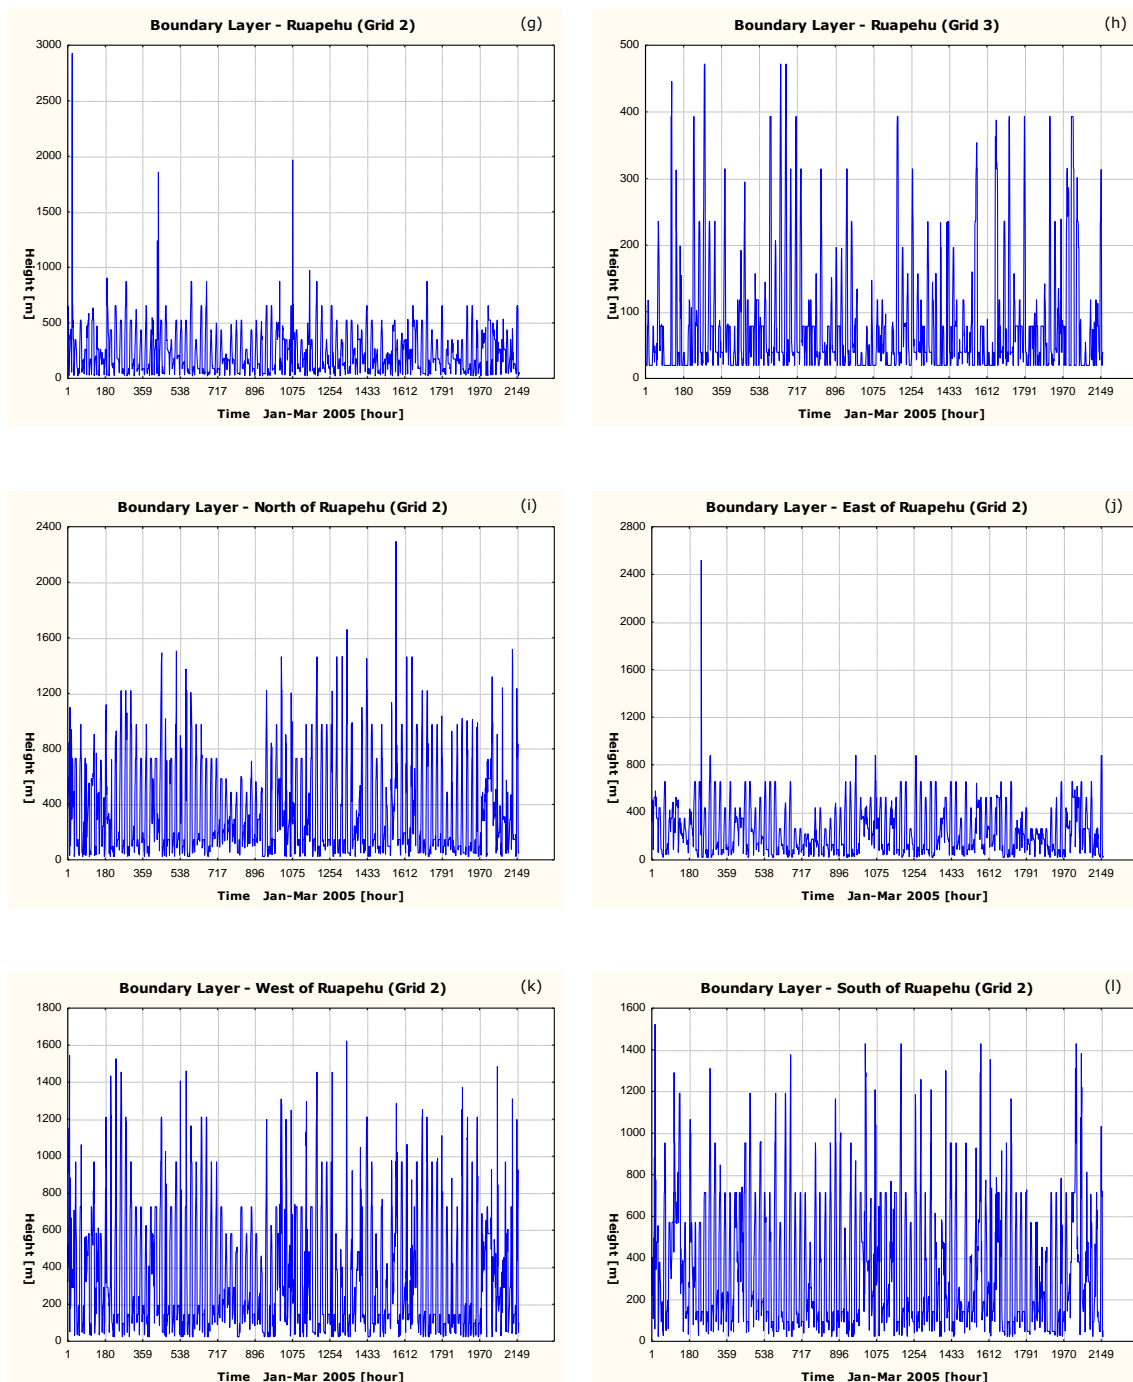 Boundary Layer - Ruapehu (Grid 2) (g)
3000
2500
2000
1500
1000
500
0
Height [m]
1 180 359 538 717 896 1075 1254 1433 1612 1791 1970 2149
Time Jan-Mar 2005 [hour]
Boundary Layer - Ruapehu (Grid 3) (h)
500
400
300
200
100
0
Height [m]
1 180 359 538 717 896 1075 1254 1433 1612 1791 1970 2149
Time Jan-Mar 2005 [hour]
Boundary Layer - North of Ruapehu (Grid 2) (i)
2400
2000
1600
1200
800
400
0
Height [m]
1 180 359 538 717 896 1075 1254 1433 1612 1791 1970 2149
Time Jan-Mar 2005 [hour]
Boundary Layer - East of Ruapehu (Grid 2) (j)
2800
2400
2000
1600
1200
800
400
0
Height [m]
1 180 359 538 717 896 1075 1254 1433 1612 1791 1970 2149
Time Jan-Mar 2005 [hour]
Boundary Layer - West of Ruapehu (Grid 2) (k)
1800
1600
1400
1200
1000
800
600
400
200
0
Height [m]
1 180 359 538 717 896 1075 1254 1433 1612 1791 1970 2149
Time Jan-Mar 2005 [hour]
Boundary Layer - South of Ruapehu (Grid 2) (l)
1600
1400
1200
1000
800
600
400
200
0
Height [m]
1 180 359 538 717 896 1075 1254 1433 1612 1791 1970 2149
Time Jan-Mar 2005 [hour]